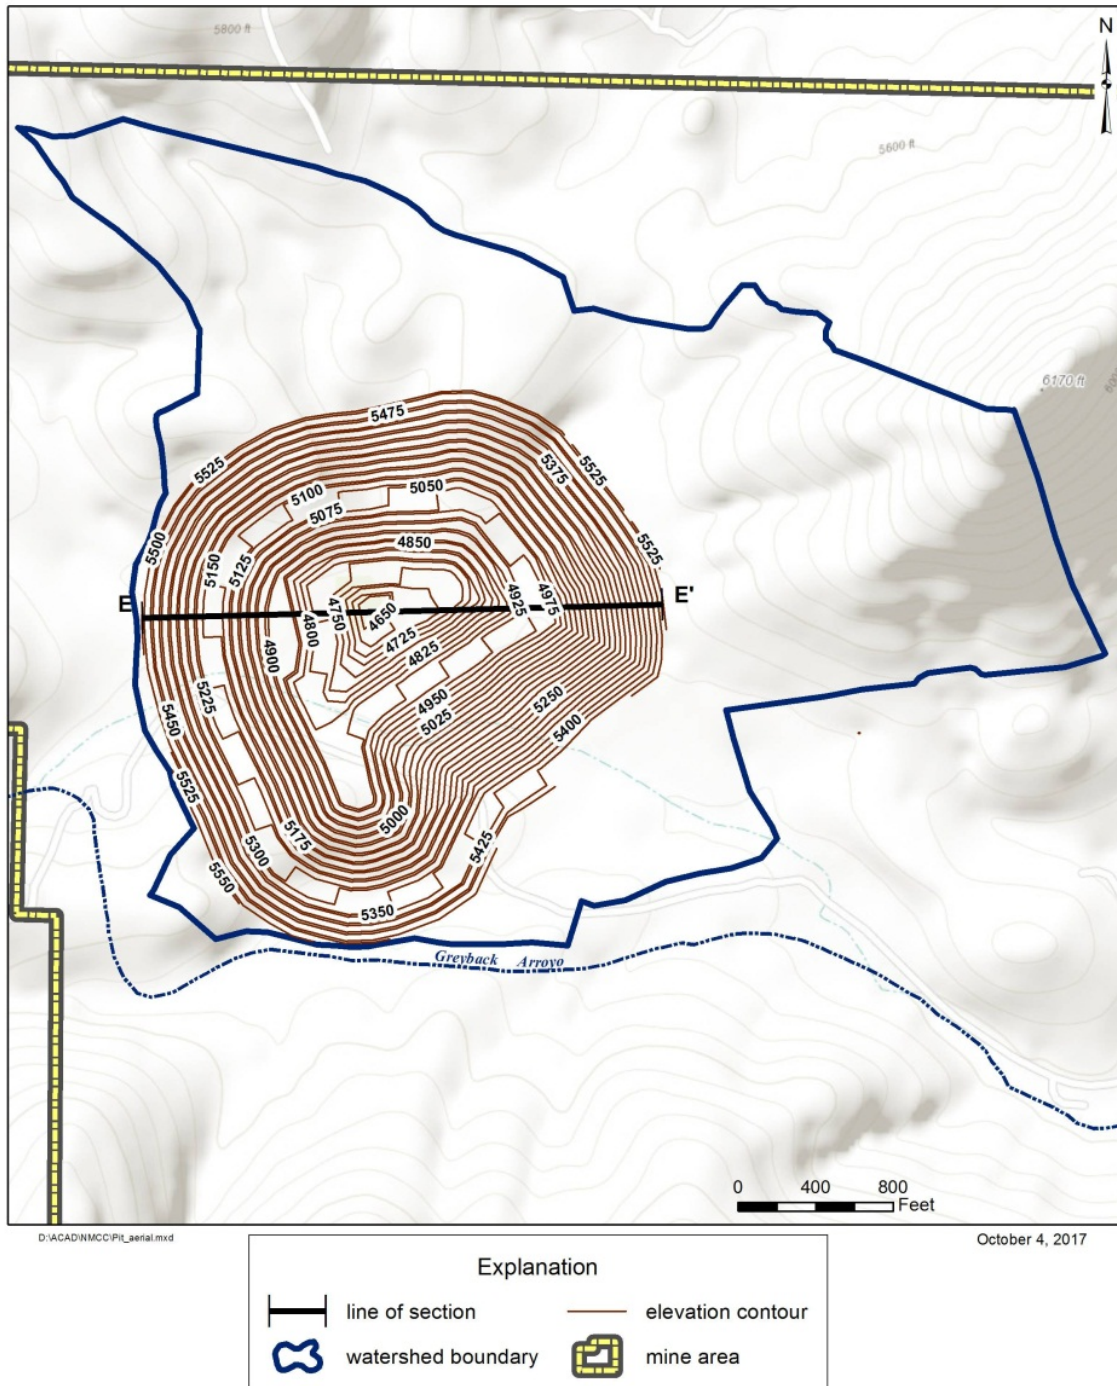 5800 ft
N
5600 ft
6170 ft
5475
5525
5375
5525
5100
5050
5075
5500
5525
4850
5150
5125
E
E'
4750
4650
4925
4975
4800
4725
4825
4900
5225
4950
5250
5025
5400
5450
5525
5000
5175
5425
5300
5550
5350
Greyback Arroyo
0 400 800
Feet
D:\ACAD\NMCC\Pit_aerial.mxd
October 4, 2017
Explanation
line of section
elevation contour
watershed boundary
mine area